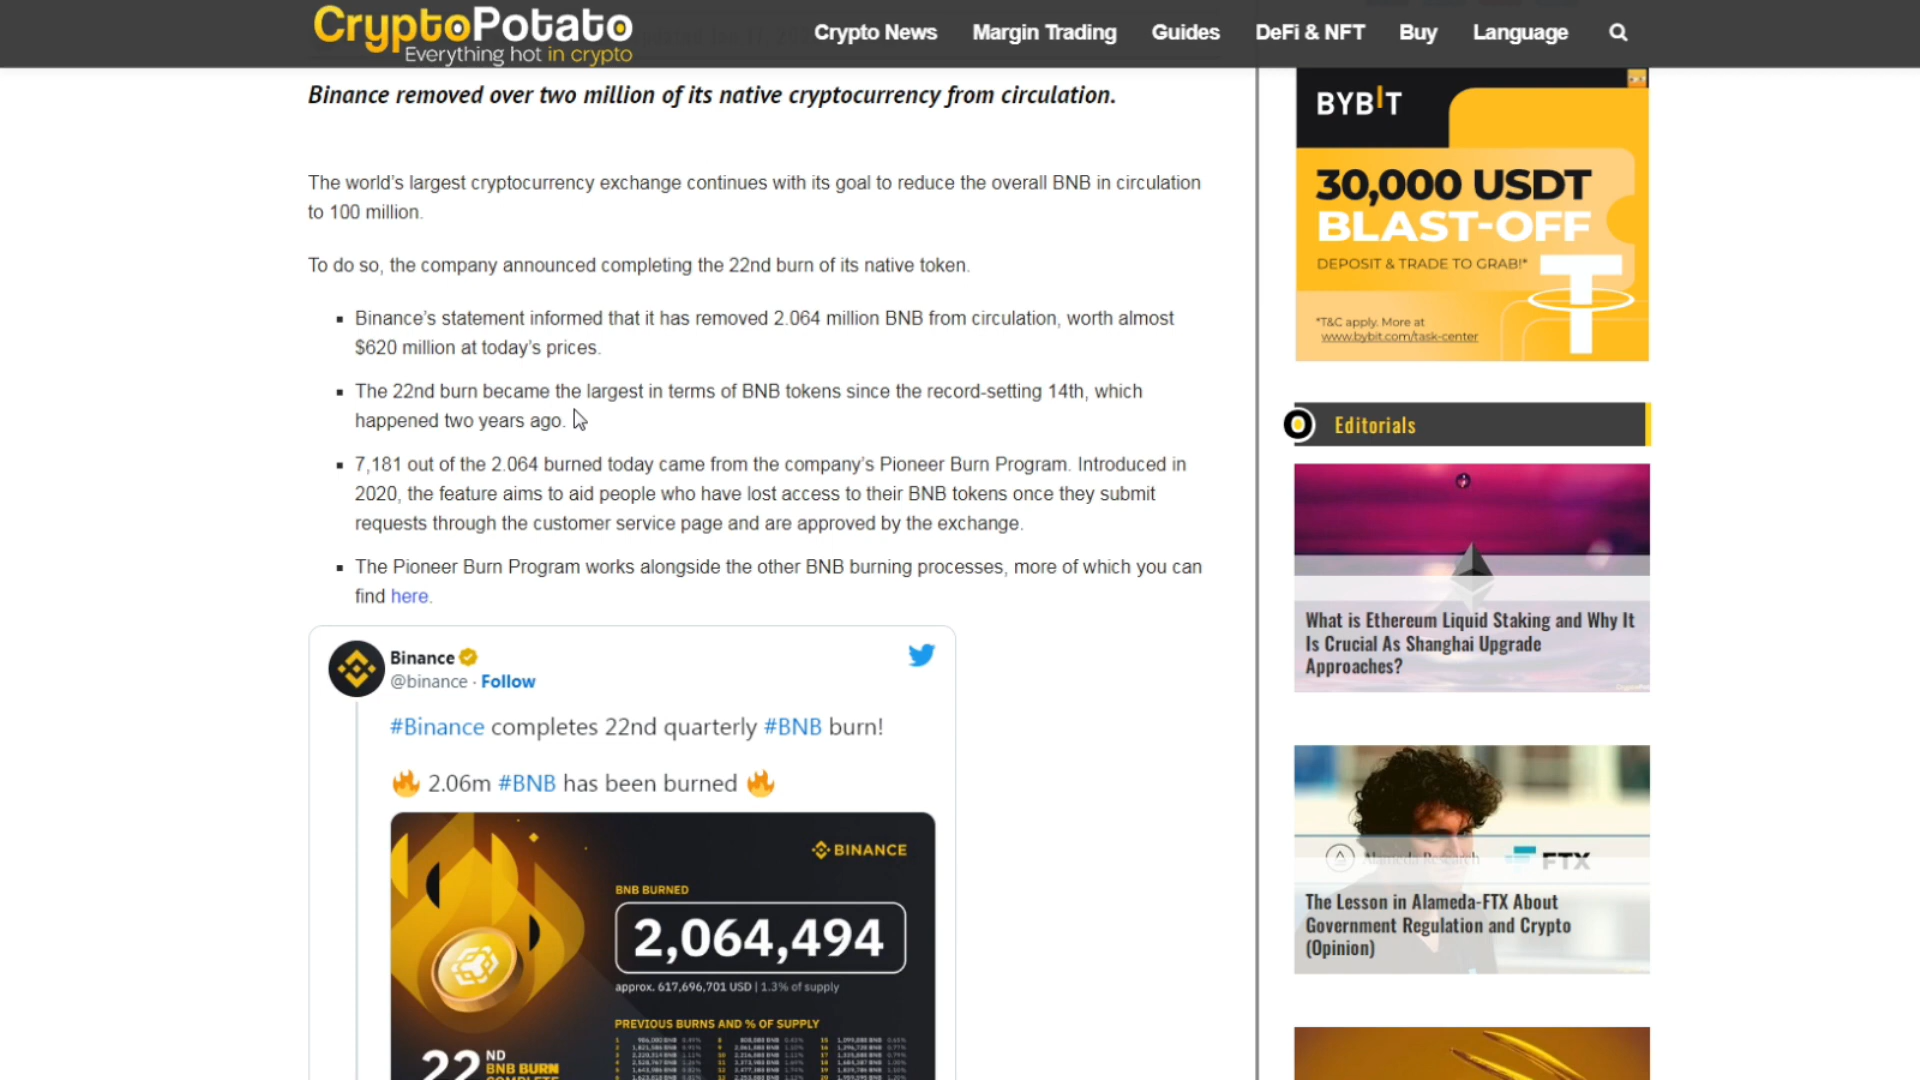 CryptoPotato
Everything hot in crypto
Crypto News Margin Trading Guides DeFi & NFT Buy Language
Binance removed over two million of its native cryptocurrency from circulation.
The world's largest cryptocurrency exchange continues with its goal to reduce the overall BNB in circulation
to 100 million.
To do so, the company announced completing the 22nd burn of its native token.
▪ Binance's statement informed that it has removed 2.064 million BNB from circulation, worth almost
$620 million at today's prices.
▪ The 22nd burn became the largest in terms of BNB tokens since the record-setting 14th, which
happened two years ago.
▪ 7,181 out of the 2.064 burned today came from the company's Pioneer Burn Program. Introduced in
2020, the feature aims to aid people who have lost access to their BNB tokens once they submit
requests through the customer service page and are approved by the exchange.
▪ The Pioneer Burn Program works alongside the other BNB burning processes, more of which you can
find here.
Binance
@binance · Follow
#Binance completes 22nd quarterly #BNB burn!
🔥 2.06m #BNB has been burned 🔥
BINANCE
BNB BURNED
2,064,494
approx. 617,696,701 USD | 1.3% of supply
PREVIOUS BURNS AND % OF SUPPLY
22 ND
BNB BURN
COMPLETE
BYBIT
30,000 USDT
BLAST-OFF
DEPOSIT & TRADE TO GRAB!*
*T&C apply. More at
www.bybit.com/task-center
Editorials
What is Ethereum Liquid Staking and Why It
Is Crucial As Shanghai Upgrade
Approaches?
Alameda Research FTX
The Lesson in Alameda-FTX About
Government Regulation and Crypto
(Opinion)